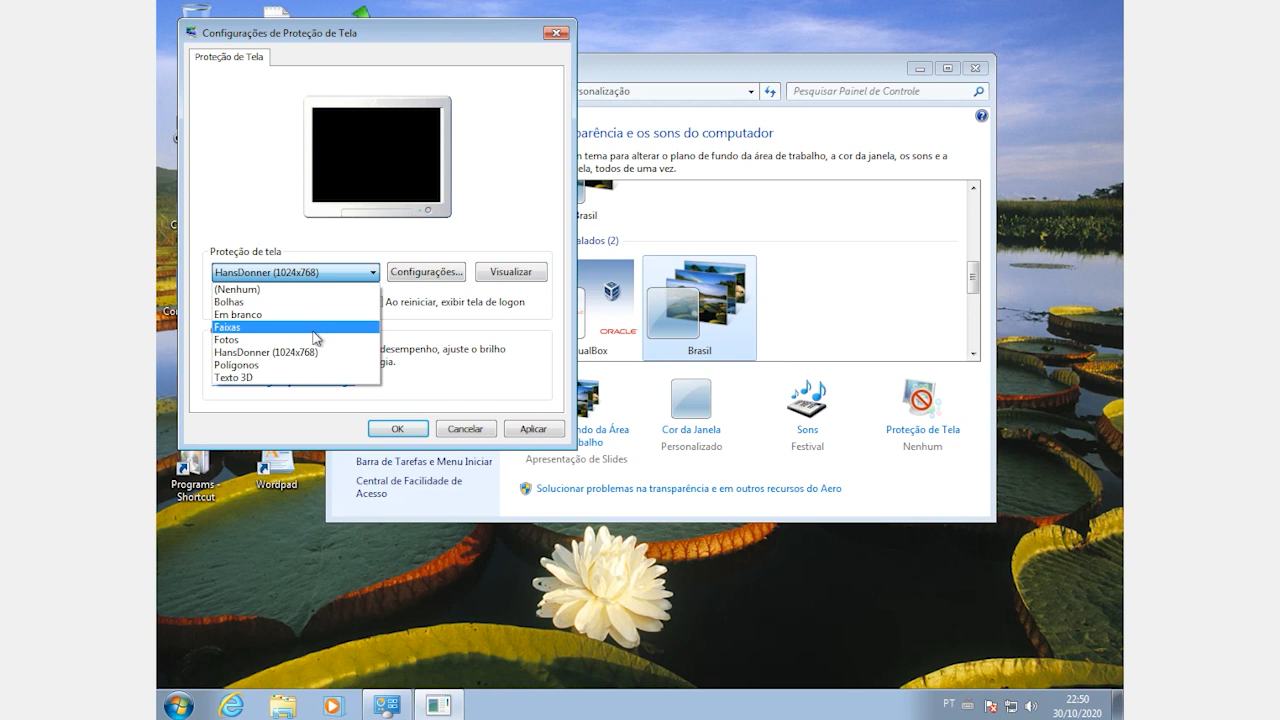 Configurações de Proteção de Tela
Proteção de Tela
Proteção de tela
HansDonner (1024x768)
Configurações...
Visualizar
(Nenhum)
Bolhas
Em branco
Faixas
Fotos
HansDonner (1024x768)
Polígonos
Texto 3D
Ao reiniciar, exibir tela de logon
desempenho, ajuste o brilho
gia.
OK
Cancelar
Aplicar
sonalização
Pesquisar Painel de Controle
parência e os sons do computador
m tema para alterar o plano de fundo da área de trabalho, a cor da janela, os sons e a
ela, todos de uma vez.
Brasil
alados (2)
ORACLE
ualBox
Brasil
ndo da Área
balho
Apresentação de Slides
Cor da Janela
Personalizado
Sons
Festival
Proteção de Tela
Nenhum
Barra de Tarefas e Menu Iniciar
Central de Facilidade de
Acesso
Solucionar problemas na transparência e em outros recursos do Aero
Programs -
Shortcut
Wordpad
PT
22:50
30/10/2020